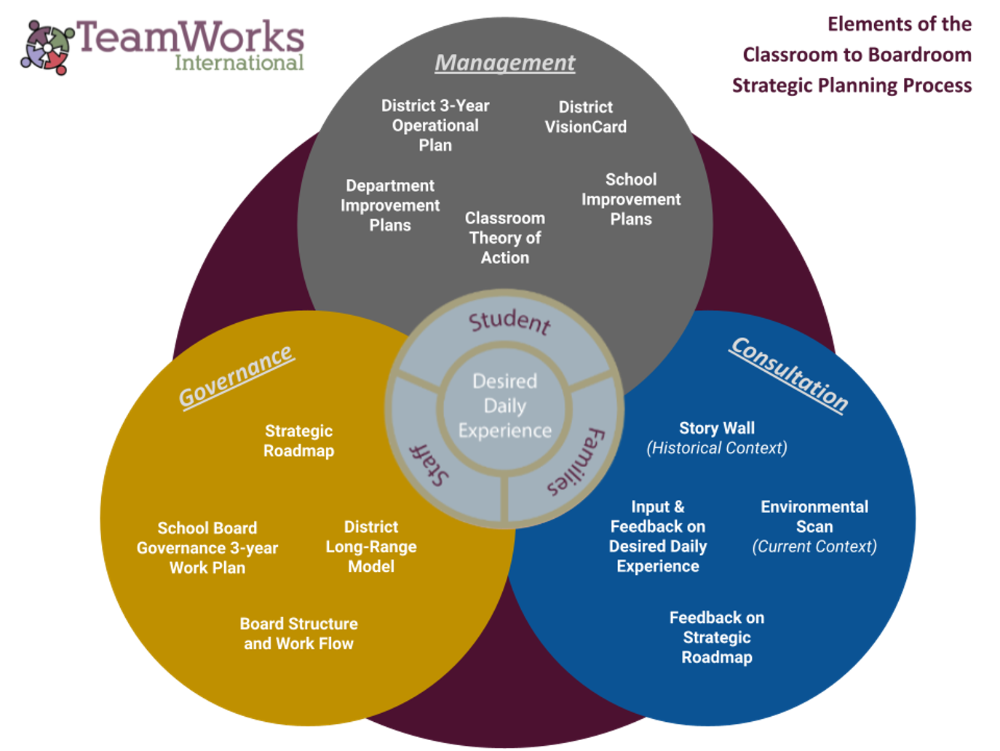 TeamWorks
International
Elements of the
Classroom to Boardroom
Strategic Planning Process
Management
District 3-Year
Operational
Plan
District
VisionCard
Department
Improvement
Plans
Classroom
Theory of
Action
School
Improvement
Plans
Student
Desired
Daily
Experience
Staff
Families
Governance
Strategic
Roadmap
School Board
Governance 3-year
Work Plan
District
Long-Range
Model
Board Structure
and Work Flow
Consultation
Story Wall
(Historical Context)
Input &
Feedback on
Desired Daily
Experience
Environmental
Scan
(Current Context)
Feedback on
Strategic
Roadmap